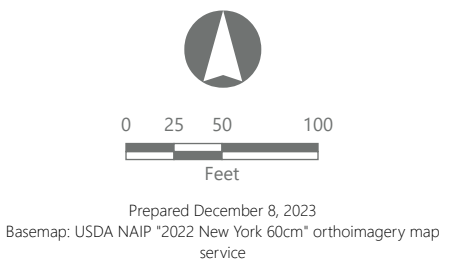 0 25 50 100
Feet
Prepared December 8, 2023
Basemap: USDA NAIP "2022 New York 60cm" orthoimagery map
service